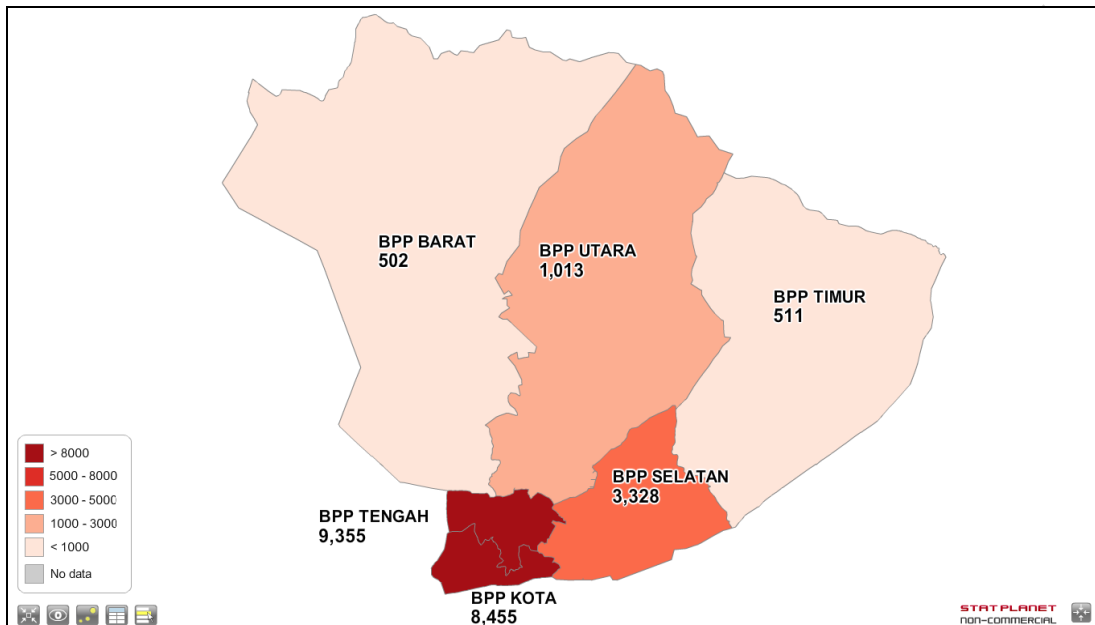 BPP BARAT
502
BPP UTARA
1,013
BPP TIMUR
511
BPP SELATAN
3,328
BPP TENGAH
9,355
BPP KOTA
8,455
> 8000
5000 - 8000
3000 - 5000
1000 - 3000
< 1000
No data
STAT PLANET
NON-COMMERCIAL